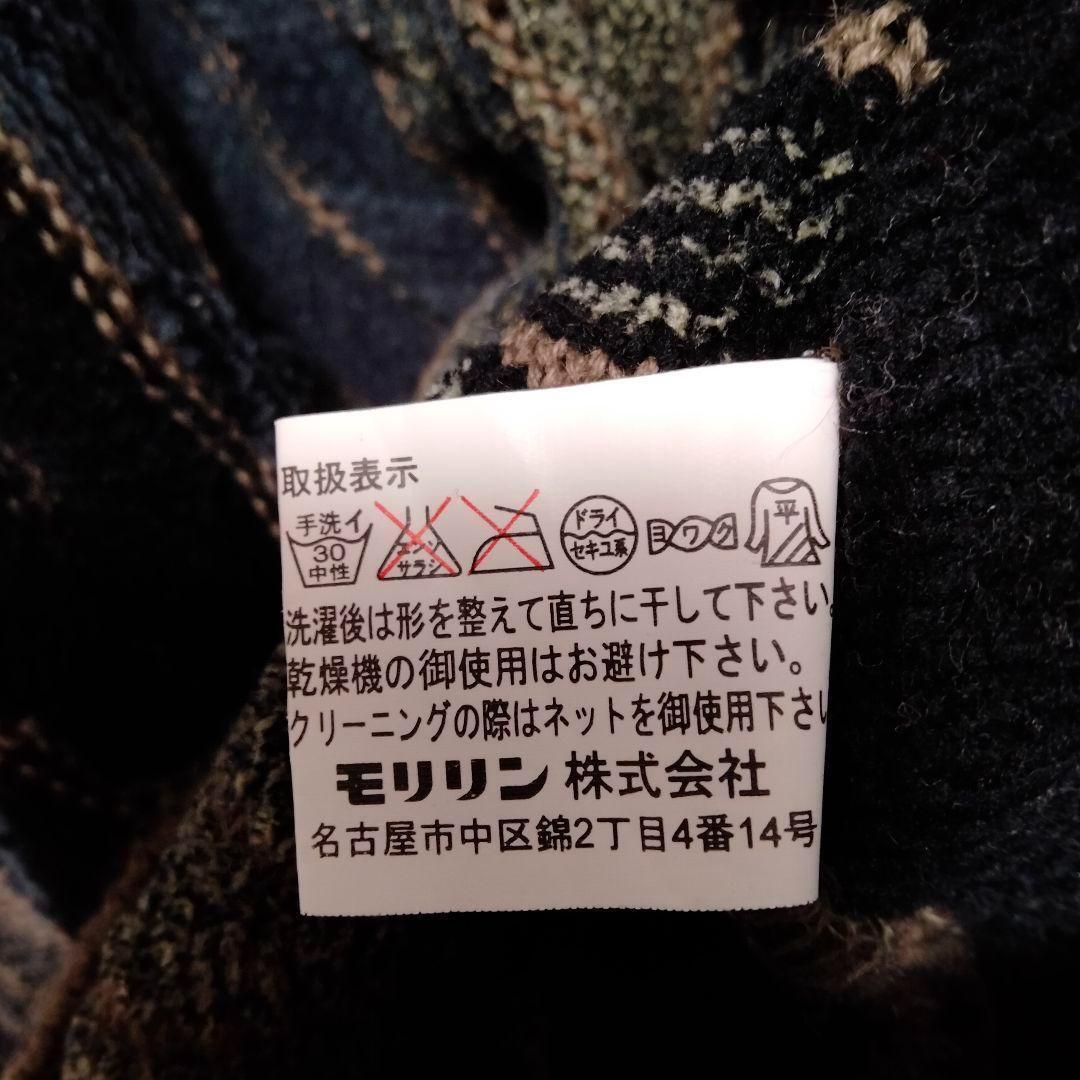 取扱表示
手洗イ 30 中性 エンソ サラシ ドライ セキユ系 ヨワク 平
洗濯後は形を整えて直ちに干して下さい。
乾燥機の御使用はお避け下さい。
クリーニングの際はネットを御使用下さい
モリリン 株式会社
名古屋市中区錦2丁目4番14号